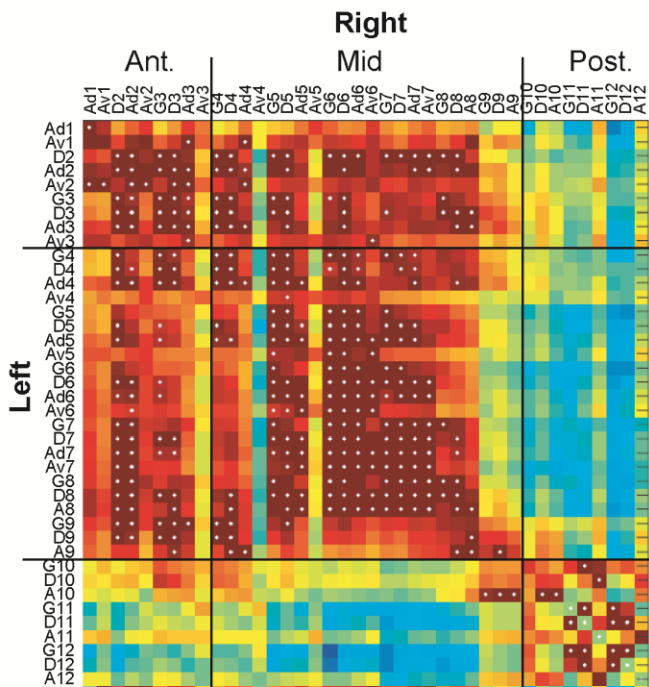 Right
Ant. Mid Post.
Ad1 Av1 D2 Ad2 Av2 G3 D3 Ad3 Av3 G4 D4 Ad4 Av4 G5 D5 Ad5 Av5 G6 D6 Ad6 Av6 G7 D7 Ad7 Av7 G8 D8 A8 G9 D9 A9 G10 D10 A10 G11 D11 A11 G12 D12 A12
Left
Ad1
Av1
D2
Ad2
Av2
G3
D3
Ad3
Av3
G4
D4
Ad4
Av4
G5
D5
Ad5
Av5
G6
D6
Ad6
Av6
G7
D7
Ad7
Av7
G8
D8
A8
G9
D9
A9
G10
D10
A10
G11
D11
A11
G12
D12
A12